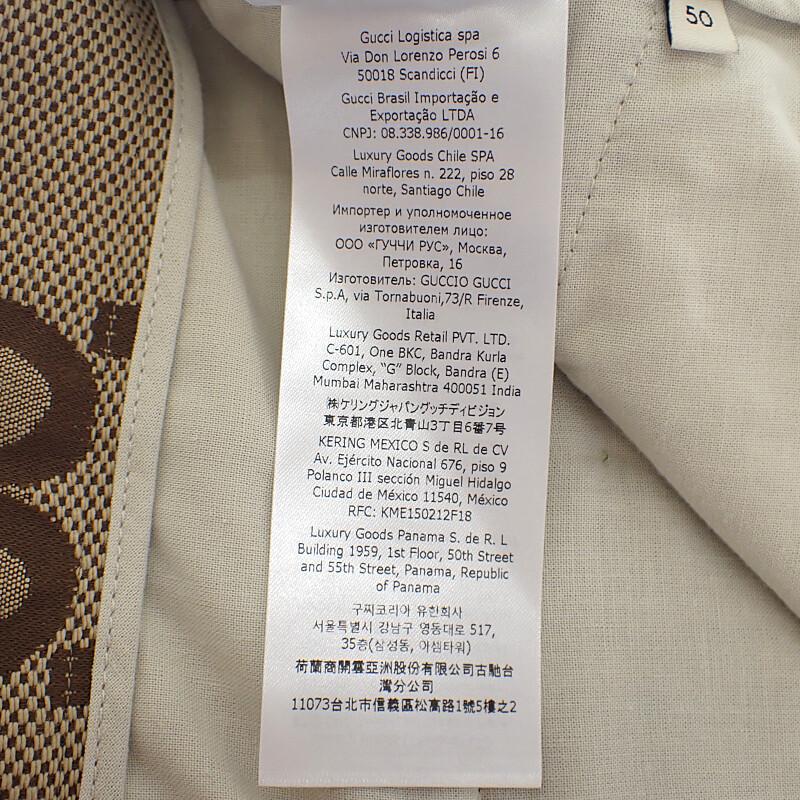 Gucci Logistica spa
Via Don Lorenzo Perosi 6
50018 Scandicci (FI)
Gucci Brasil Importação e
Exportação LTDA
CNPJ: 08.338.986/0001-16
Luxury Goods Chile SPA
Calle Miraflores n. 222, piso 28
norte, Santiago Chile
Импортер и уполномоченное
изготовителем лицо:
ООО «ГУЧЧИ РУС», Москва,
Петровка, 16
Изготовитель: GUCCIO GUCCI
S.p.A, via Tornabuoni,73/R Firenze,
Italia
Luxury Goods Retail PVT. LTD.
C-601, One BKC, Bandra Kurla
Complex, “G” Block, Bandra (E)
Mumbai Maharashtra 400051 India
㈱ケリングジャパングッチディビジョン
東京都港区北青山3丁目6番7号
KERING MEXICO S de RL de CV
Av. Ejército Nacional 676, piso 9
Polanco III sección Miguel Hidalgo
Ciudad de México 11540, México
RFC: KME150212F18
Luxury Goods Panama S. de R. L
Building 1959, 1st Floor, 50th Street
and 55th Street, Panama, Republic
of Panama
구찌코리아 유한회사
서울특별시 강남구 영동대로 517,
35층(삼성동, 아셈타워)
荷蘭商開雲亞洲股份有限公司古馳台
灣分公司
11073台北市信義區松高路1號5樓之2
50